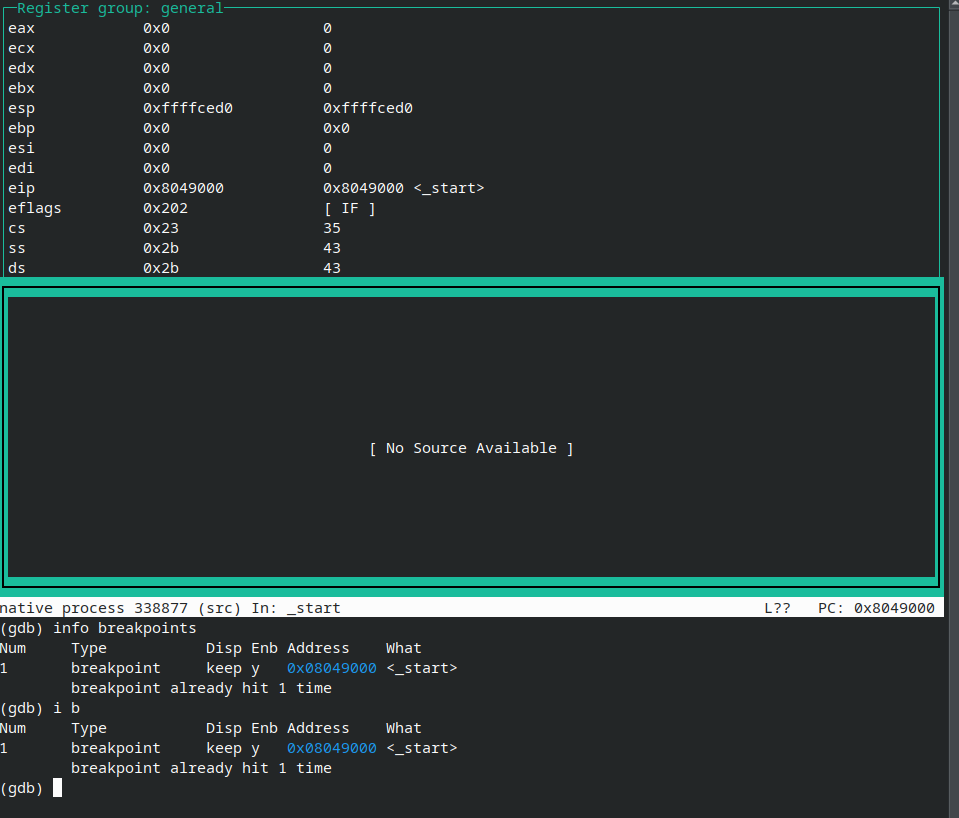 Register group: general
eax 0x0 0
ecx 0x0 0
edx 0x0 0
ebx 0x0 0
esp 0xffffced0 0xffffced0
ebp 0x0 0x0
esi 0x0 0
edi 0x0 0
eip 0x8049000 0x8049000 <_start>
eflags 0x202 [ IF ]
cs 0x23 35
ss 0x2b 43
ds 0x2b 43
[ No Source Available ]
native process 338877 (src) In: _start L?? PC: 0x8049000
(gdb) info breakpoints
Num Type Disp Enb Address What
1 breakpoint keep y 0x08049000 <_start>
breakpoint already hit 1 time
(gdb) i b
Num Type Disp Enb Address What
1 breakpoint keep y 0x08049000 <_start>
breakpoint already hit 1 time
(gdb)